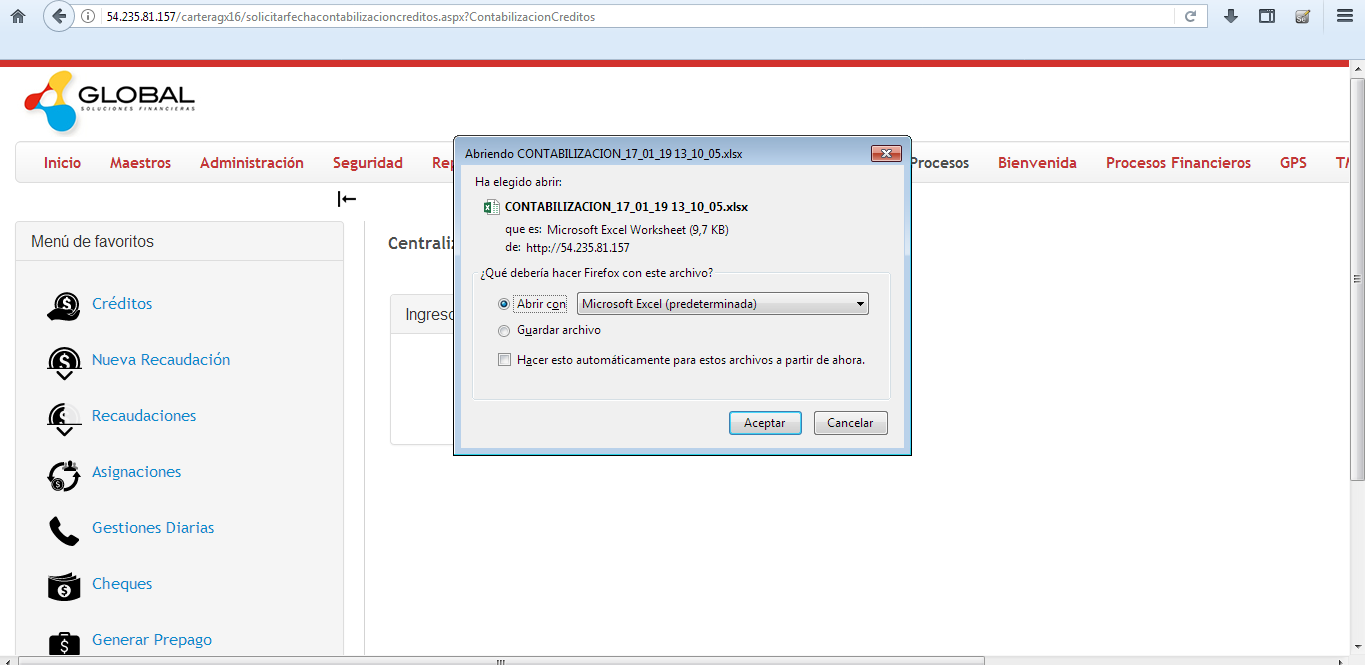 54.235.81.157/carteragx16/solicitarfechacontabilizacioncreditos.aspx?ContabilizacionCreditos
GLOBAL
SOLUCIONES FINANCIERAS
Inicio Maestros Administración Seguridad Rep Procesos Bienvenida Procesos Financieros GPS TM
Abriendo CONTABILIZACION_17_01_19 13_10_05.xlsx
Ha elegido abrir:
CONTABILIZACION_17_01_19 13_10_05.xlsx
que es: Microsoft Excel Worksheet (9,7 KB)
de: http://54.235.81.157
¿Qué debería hacer Firefox con este archivo?
Abrir con Microsoft Excel (predeterminada)
Guardar archivo
Hacer esto automáticamente para estos archivos a partir de ahora.
Aceptar Cancelar
Menú de favoritos
Créditos
Nueva Recaudación
Recaudaciones
Asignaciones
Gestiones Diarias
Cheques
Generar Prepago
Centraliz
Ingreso